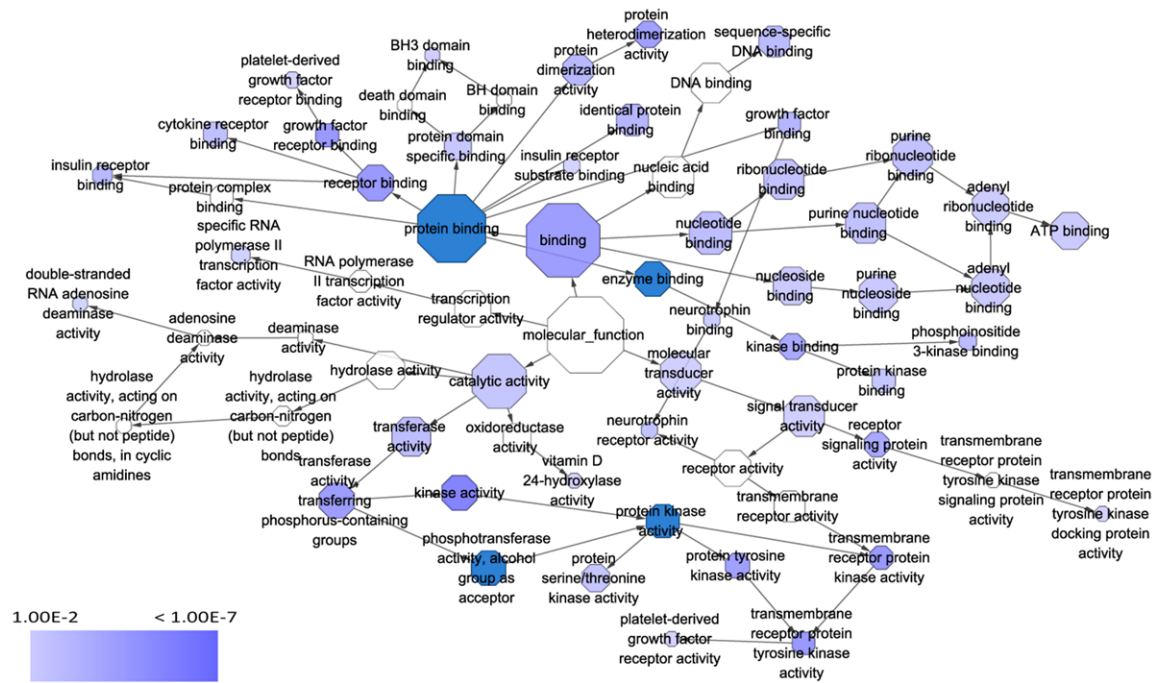 protein
heterodimerization
activity
sequence-specific
DNA binding
BH3 domain
binding
protein
dimerization
activity
platelet-derived
growth factor
receptor binding
DNA binding
death domain
binding
BH domain
binding
cytokine receptor
binding
growth factor
receptor binding
protein domain
specific binding
identical protein
binding
growth factor
binding
purine
ribonucleotide
binding
insulin receptor
binding
insulin receptor
substrate binding
nucleic acid
binding
ribonucleotide
binding
receptor binding
protein complex
binding
adenyl
ribonucleotide
binding
protein binding
binding
nucleotide
binding
purine nucleotide
binding
ATP binding
specific RNA
polymerase II
transcription
factor activity
RNA polymerase
II transcription
factor activity
enzyme binding
nucleoside
binding
purine
nucleoside
binding
adenyl
nucleotide
binding
double-stranded
RNA adenosine
deaminase
activity
transcription
regulator activity
neurotrophin
binding
adenosine
deaminase
activity
deaminase
activity
molecular_function
kinase binding
phosphoinositide
3-kinase binding
hydrolase activity
catalytic activity
molecular
transducer
activity
protein kinase
binding
hydrolase
activity, acting on
carbon-nitrogen
(but not peptide)
bonds, in cyclic
amidines
hydrolase
activity, acting on
carbon-nitrogen
(but not peptide)
bonds
transferase
activity
oxidoreductase
activity
neurotrophin
receptor activity
signal transducer
activity
receptor
signaling protein
activity
transmembrane
receptor protein
tyrosine kinase
signaling protein
activity
transmembrane
receptor protein
tyrosine kinase
docking protein
activity
vitamin D
24-hydroxylase
activity
receptor activity
transferase
activity,
transferring
phosphorus-containing
groups
kinase activity
transmembrane
receptor activity
protein kinase
activity
phosphotransferase
activity, alcohol
group as
acceptor
protein
serine/threonine
kinase activity
protein tyrosine
kinase activity
transmembrane
receptor protein
kinase activity
platelet-derived
growth factor
receptor activity
transmembrane
receptor protein
tyrosine kinase
activity
1.00E-2
< 1.00E-7